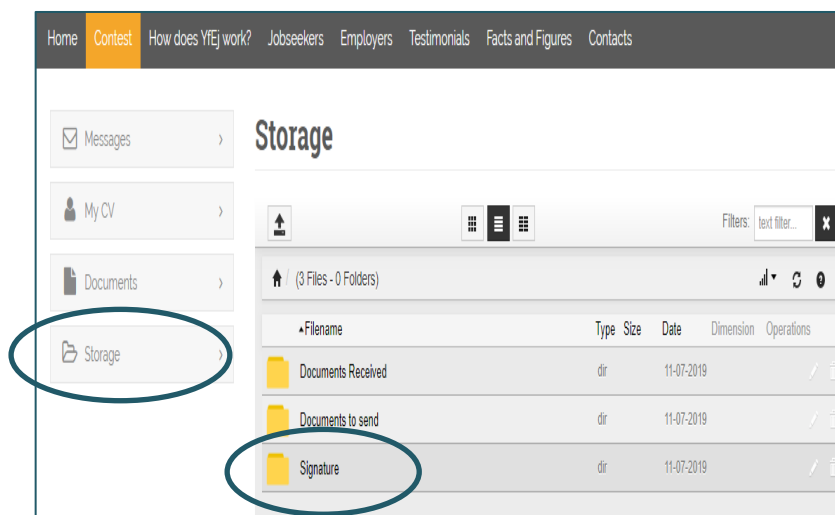 Home Contest How does YfEj work? Jobseekers Employers Testimonials Facts and Figures Contacts
Messages
My CV
Documents
Storage
Storage
Filters: text filter...
(3 Files - 0 Folders)
Filename Type Size Date Dimension Operations
Documents Received dir 11-07-2019
Documents to send dir 11-07-2019
Signature dir 11-07-2019